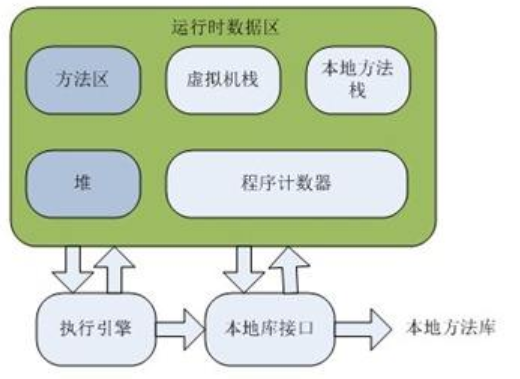 运行时数据区
方法区
虚拟机栈
本地方法
栈
堆
程序计数器
执行引擎
本地库接口
本地方法库